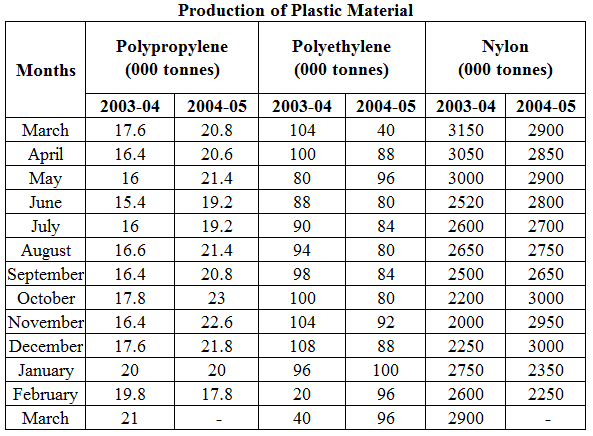 Production of Plastic Material
Months Polypropylene (000 tonnes) Polyethylene (000 tonnes) Nylon (000 tonnes)
2003-04 2004-05 2003-04 2004-05 2003-04 2004-05
March 17.6 20.8 104 40 3150 2900
April 16.4 20.6 100 88 3050 2850
May 16 21.4 80 96 3000 2900
June 15.4 19.2 88 80 2520 2800
July 16 19.2 90 84 2600 2700
August 16.6 21.4 94 80 2650 2750
September 16.4 20.8 98 84 2500 2650
October 17.8 23 100 80 2200 3000
November 16.4 22.6 104 92 2000 2950
December 17.6 21.8 108 88 2250 3000
January 20 20 96 100 2750 2350
February 19.8 17.8 20 96 2600 2250
March 21 - 40 96 2900 -